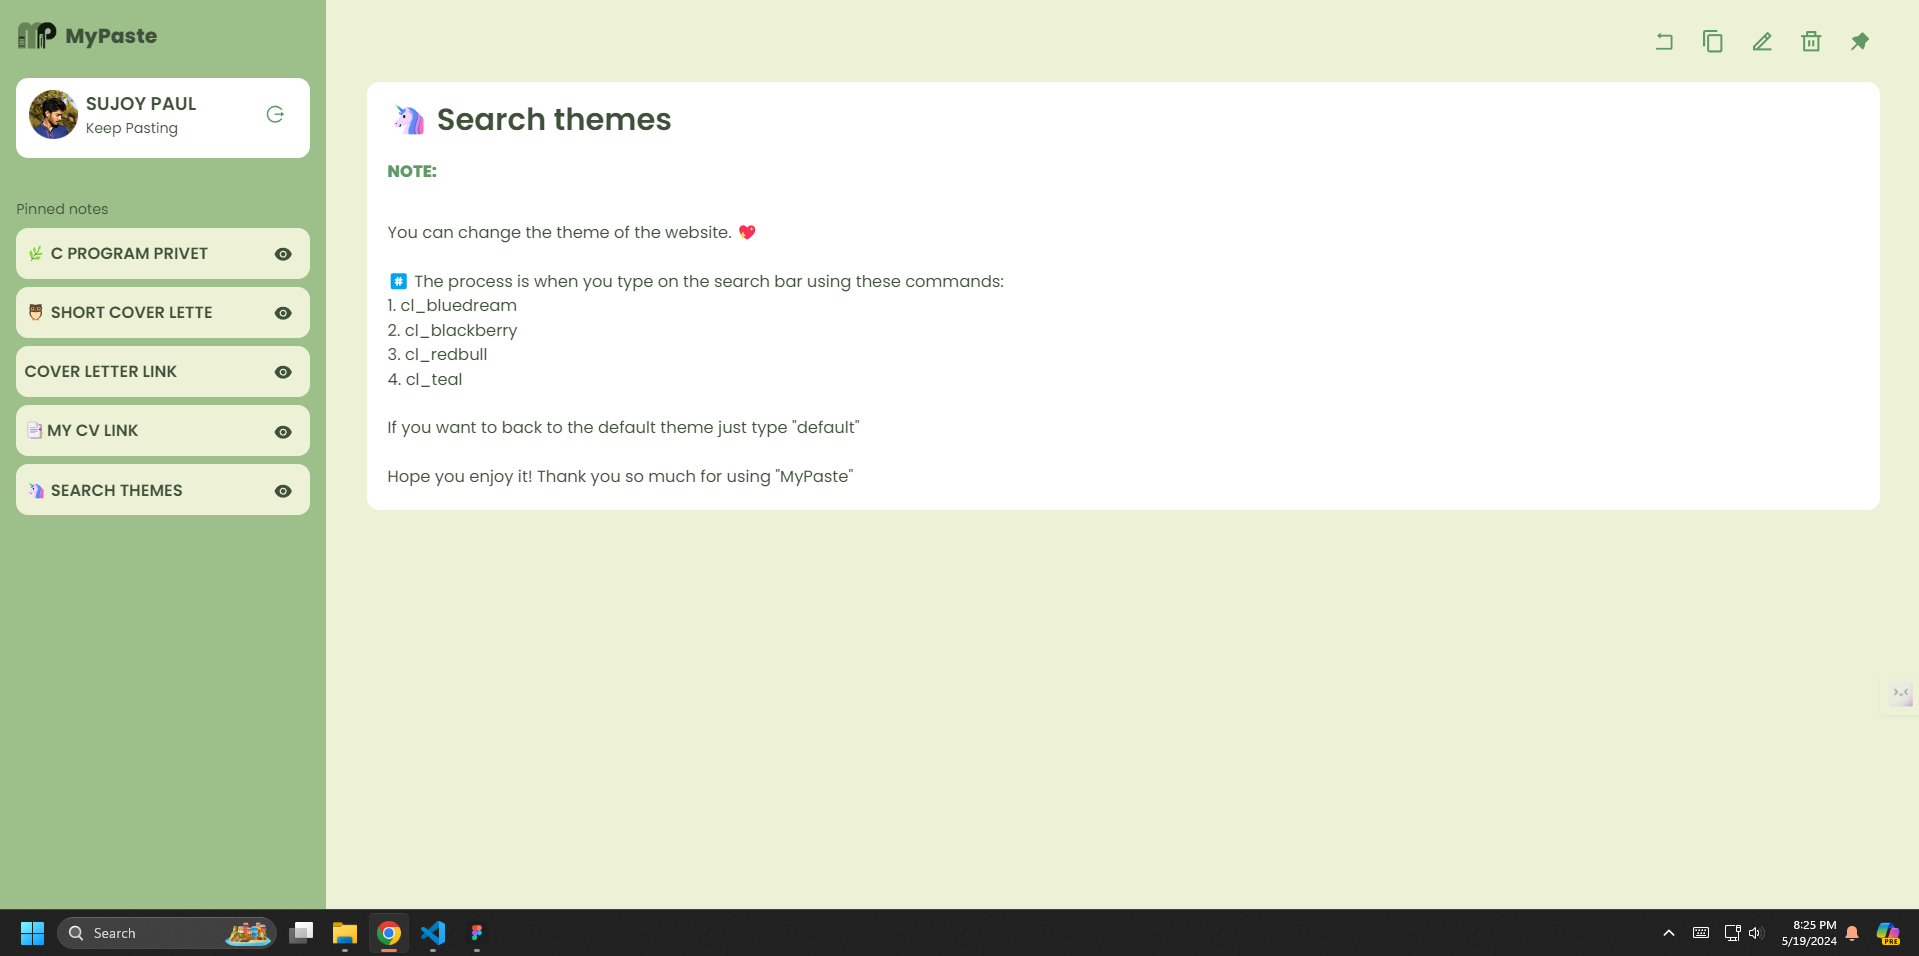 MyPaste
SUJOY PAUL
Keep Pasting
Pinned notes
🌿 C PROGRAM PRIVET
🦉 SHORT COVER LETTE
COVER LETTER LINK
📑 MY CV LINK
🦄 SEARCH THEMES
🦄 Search themes
NOTE:
You can change the theme of the website. 💖
#️⃣ The process is when you type on the search bar using these commands:
1. cl_bluedream
2. cl_blackberry
3. cl_redbull
4. cl_teal
If you want to back to the default theme just type "default"
Hope you enjoy it! Thank you so much for using "MyPaste"
Search
8:25 PM
5/19/2024
PRE